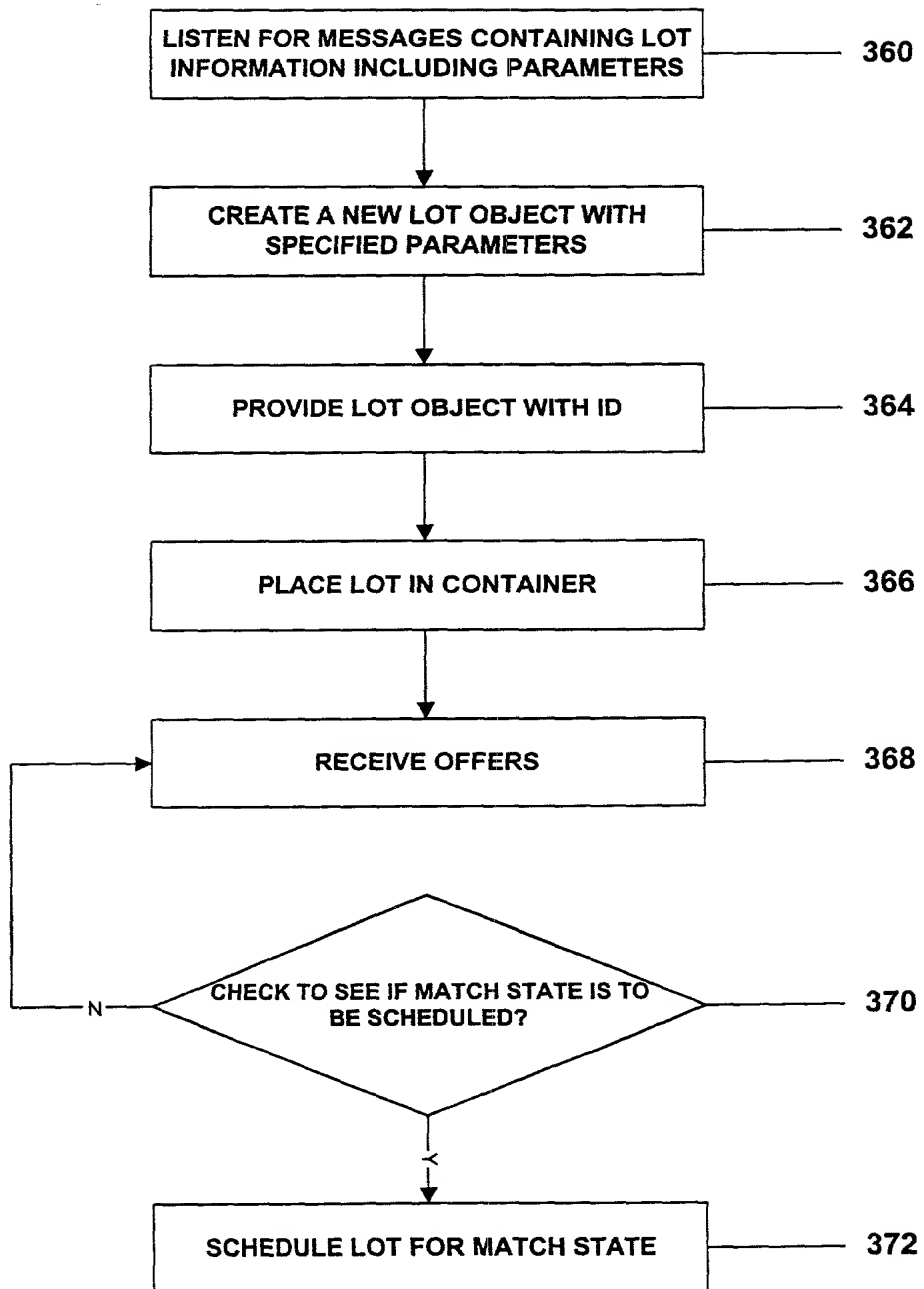 LISTEN FOR MESSAGES CONTAINING LOT
INFORMATION INCLUDING PARAMETERS
360
CREATE A NEW LOT OBJECT WITH
SPECIFIED PARAMETERS
362
PROVIDE LOT OBJECT WITH ID
364
PLACE LOT IN CONTAINER
366
RECEIVE OFFERS
368
CHECK TO SEE IF MATCH STATE IS TO
BE SCHEDULED?
370
N
Y
SCHEDULE LOT FOR MATCH STATE
372